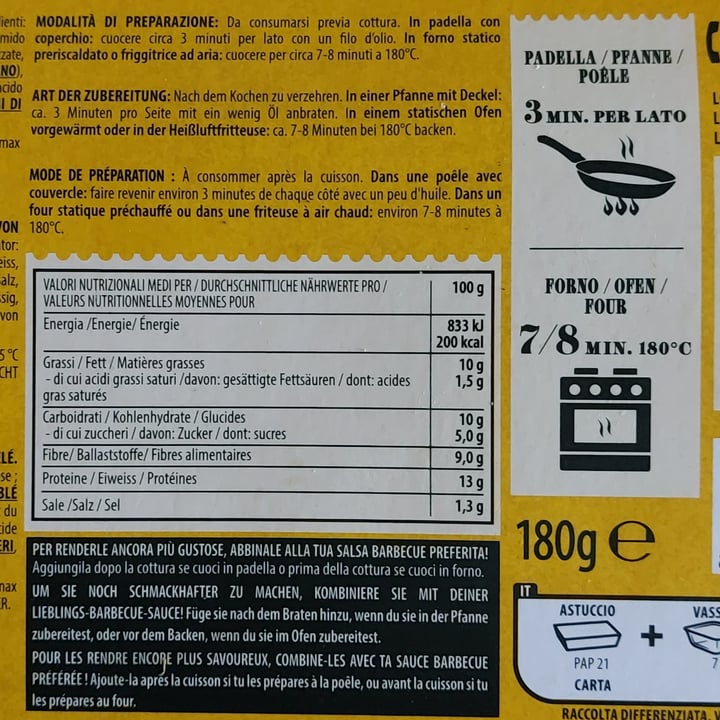 MODALITÀ DI PREPARAZIONE: Da consumarsi previa cottura. In padella con
coperchio: cuocere circa 3 minuti per lato con un filo d'olio. In forno statico
preriscaldato o friggitrice ad aria: cuocere per circa 7-8 minuti a 180°C.
ART DER ZUBEREITUNG: Nach dem Kochen zu verzehren. In einer Pfanne mit Deckel:
ca. 3 Minuten pro Seite mit ein wenig Öl anbraten. In einem statischen Ofen
vorgewärmt oder in der Heißluftfritteuse: ca. 7-8 Minuten bei 180°C backen.
MODE DE PRÉPARATION : À consommer après la cuisson. Dans une poêle avec
couvercle: faire revenir environ 3 minutes de chaque côté avec un peu d'huile. Dans un
four statique préchauffé ou dans une friteuse à air chaud: environ 7-8 minutes à
180°C.
VALORI NUTRIZIONALI MEDI PER / DURCHSCHNITTLICHE NÄHRWERTE PRO /
VALEURS NUTRITIONNELLES MOYENNES POUR
100 g
Energia /Energie/ Énergie
833 kJ
200 kcal
Grassi / Fett / Matières grasses 10 g
- di cui acidi grassi saturi /davon: gesättigte Fettsäuren / dont: acides 1,5 g
gras saturés
Carboidrati / Kohlenhydrate / Glucides 10 g
- di cui zuccheri / davon: Zucker / dont: sucres 5,0 g
Fibre/ Ballaststoffe/ Fibres alimentaires 9,0 g
Proteine / Eiweiss / Protéines 13 g
Sale /Salz / Sel 1,3 g
PER RENDERLE ANCORA PIÙ GUSTOSE, ABBINALE ALLA TUA SALSA BARBECUE PREFERITA!
Aggiungila dopo la cottura se cuoci in padella o prima della cottura se cuoci in forno.
UM SIE NOCH SCHMACKHAFTER ZU MACHEN, KOMBINIERE SIE MIT DEINER
LIEBLINGS-BARBECUE-SAUCE! Füge sie nach dem Braten hinzu, wenn du sie in der Pfanne
zubereitest, oder vor dem Backen, wenn du sie im Ofen zubereitest.
POUR LES RENDRE ENCORE PLUS SAVOUREUX, COMBINE-LES AVEC TA SAUCE BARBECUE
PRÉFÉRÉE ! Ajoute-la après la cuisson si tu les prépares à la poêle, ou avant la cuisson si tu
les prépares au four.
PADELLA / PFANNE /
POÊLE
3 MIN. PER LATO
FORNO / OFEN /
FOUR
7/8 MIN. 180°C
180g e
IT
ASTUCCIO
+
PAP 21
CARTA
RACCOLTA DIFFERENZIATA